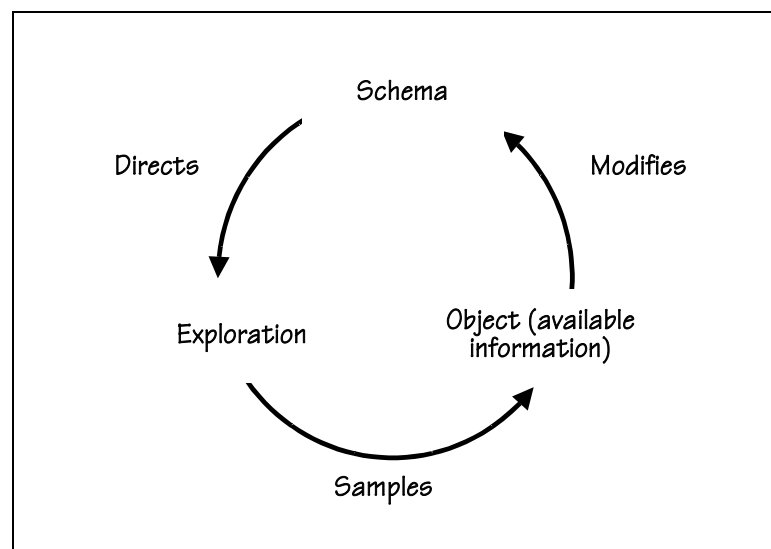 Schema
Directs
Modifies
Exploration
Object (available
information)
Samples